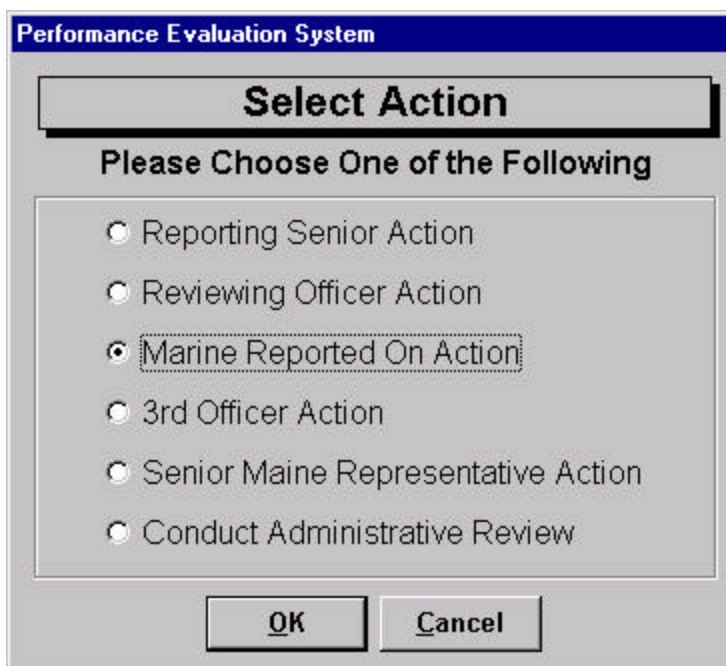 Performance Evaluation System
Select Action
Please Choose One of the Following
Reporting Senior Action
Reviewing Officer Action
Marine Reported On Action
3rd Officer Action
Senior Maine Representative Action
Conduct Administrative Review
OK Cancel